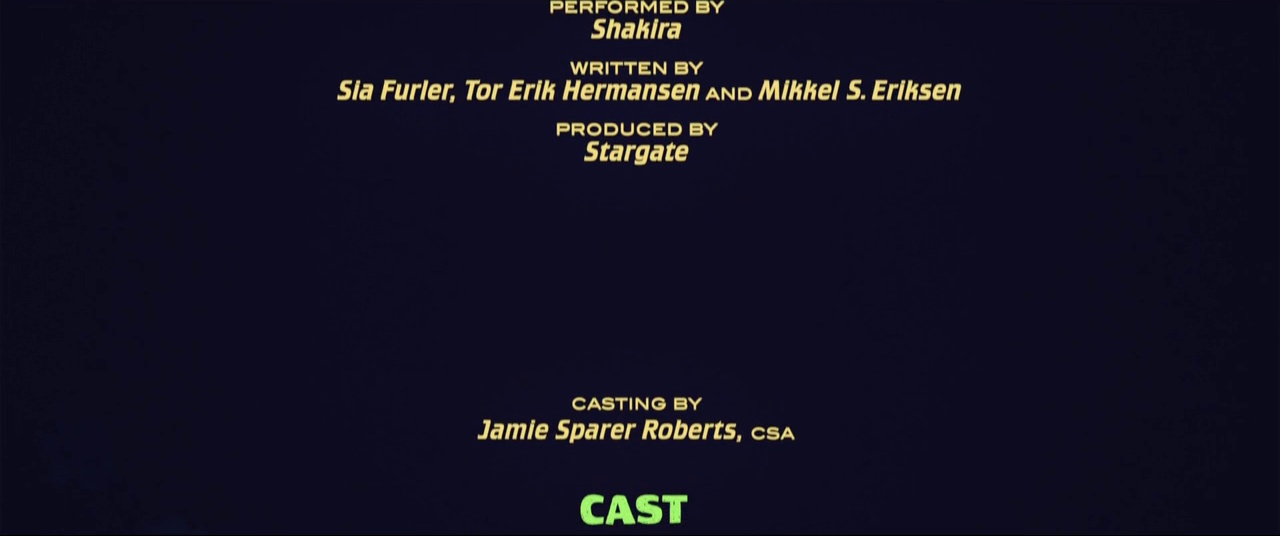 PERFORMED BY
Shakira
WRITTEN BY
Sia Furler, Tor Erik Hermansen AND Mikkel S. Eriksen
PRODUCED BY
Stargate
CASTING BY
Jamie Sparer Roberts, CSA
CAST